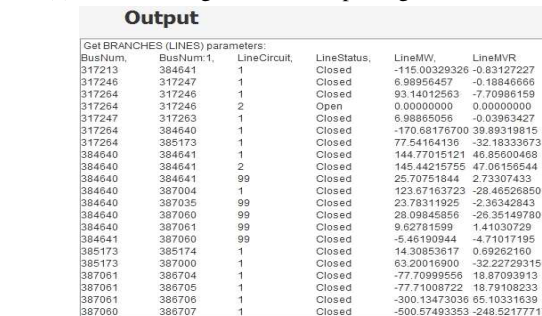 Output
Get BRANCHES (LINES) parameters:
BusNum, BusNum:1, LineCircuit, LineStatus, LineMW, LineMVR
317213 384641 1 Closed -115.00329326 -0.83127227
317246 317247 1 Closed 6.98956457 -0.18846666
317264 317246 1 Closed 93.14012563 -7.70986159
317264 317246 2 Open 0.00000000 0.00000000
317247 317263 1 Closed 6.98865056 -0.03963427
317264 384640 1 Closed -170.68176700 39.89319815
317264 385173 1 Closed 77.54164136 -32.18333673
384640 384641 1 Closed 144.77015121 46.85600468
384640 384641 2 Closed 145.44215755 47.06156544
384640 384641 99 Closed 25.70751844 2.73307433
384640 387004 1 Closed 123.67163723 -28.46526850
384640 387035 99 Closed 23.78311925 -2.36342843
384640 387060 99 Closed 28.09845856 -26.35149780
384640 387061 99 Closed 9.62781599 1.41030729
384641 387060 99 Closed -5.46190944 -4.71017195
385173 385174 1 Closed 14.30853617 0.69262160
385173 387000 1 Closed 63.20016900 -32.22729315
387061 386704 1 Closed -77.70999556 18.87093913
387061 386705 1 Closed -77.71008722 18.79108233
387061 386706 1 Closed -300.13473036 65.10331639
387060 386707 1 Closed -500.57493353 -248.5217771